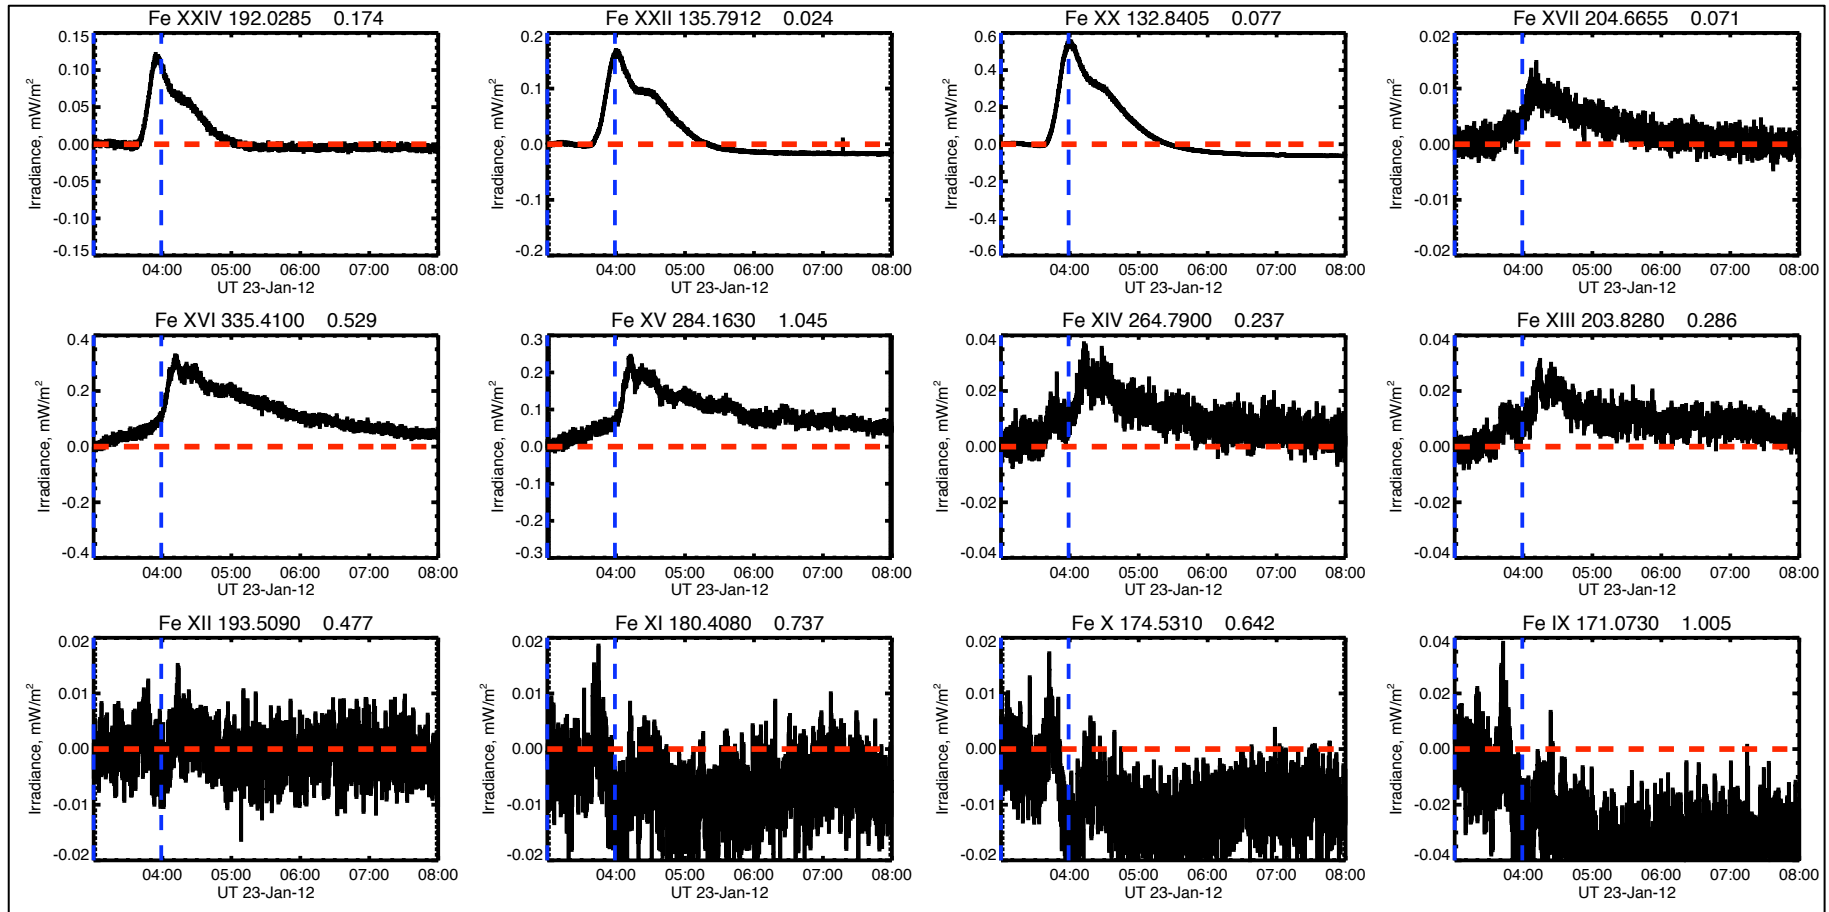 Fe XXIV 192.0285 0.174
Fe XXII 135.7912 0.024
Fe XX 132.8405 0.077
Fe XVII 204.6655 0.071
Irradiance, mW/m²
0.15
0.10
0.05
0.00
-0.05
-0.10
-0.15
04:00 05:00 06:00 07:00 08:00
UT 23-Jan-12
Irradiance, mW/m²
0.2
0.1
0.0
-0.1
-0.2
04:00 05:00 06:00 07:00 08:00
UT 23-Jan-12
Irradiance, mW/m²
0.6
0.4
0.2
0.0
-0.2
-0.4
-0.6
04:00 05:00 06:00 07:00 08:00
UT 23-Jan-12
Irradiance, mW/m²
0.02
0.01
0.00
-0.01
-0.02
04:00 05:00 06:00 07:00 08:00
UT 23-Jan-12
Fe XVI 335.4100 0.529
Fe XV 284.1630 1.045
Fe XIV 264.7900 0.237
Fe XIII 203.8280 0.286
Irradiance, mW/m²
0.4
0.2
0.0
-0.2
-0.4
04:00 05:00 06:00 07:00 08:00
UT 23-Jan-12
Irradiance, mW/m²
0.3
0.2
0.1
0.0
-0.1
-0.2
-0.3
04:00 05:00 06:00 07:00 08:00
UT 23-Jan-12
Irradiance, mW/m²
0.04
0.02
0.00
-0.02
-0.04
04:00 05:00 06:00 07:00 08:00
UT 23-Jan-12
Irradiance, mW/m²
0.04
0.02
0.00
-0.02
-0.04
04:00 05:00 06:00 07:00 08:00
UT 23-Jan-12
Fe XII 193.5090 0.477
Fe XI 180.4080 0.737
Fe X 174.5310 0.642
Fe IX 171.0730 1.005
Irradiance, mW/m²
0.02
0.01
0.00
-0.01
-0.02
04:00 05:00 06:00 07:00 08:00
UT 23-Jan-12
Irradiance, mW/m²
0.02
0.01
0.00
-0.01
-0.02
04:00 05:00 06:00 07:00 08:00
UT 23-Jan-12
Irradiance, mW/m²
0.02
0.01
0.00
-0.01
-0.02
04:00 05:00 06:00 07:00 08:00
UT 23-Jan-12
Irradiance, mW/m²
0.04
0.02
0.00
-0.02
-0.04
04:00 05:00 06:00 07:00 08:00
UT 23-Jan-12